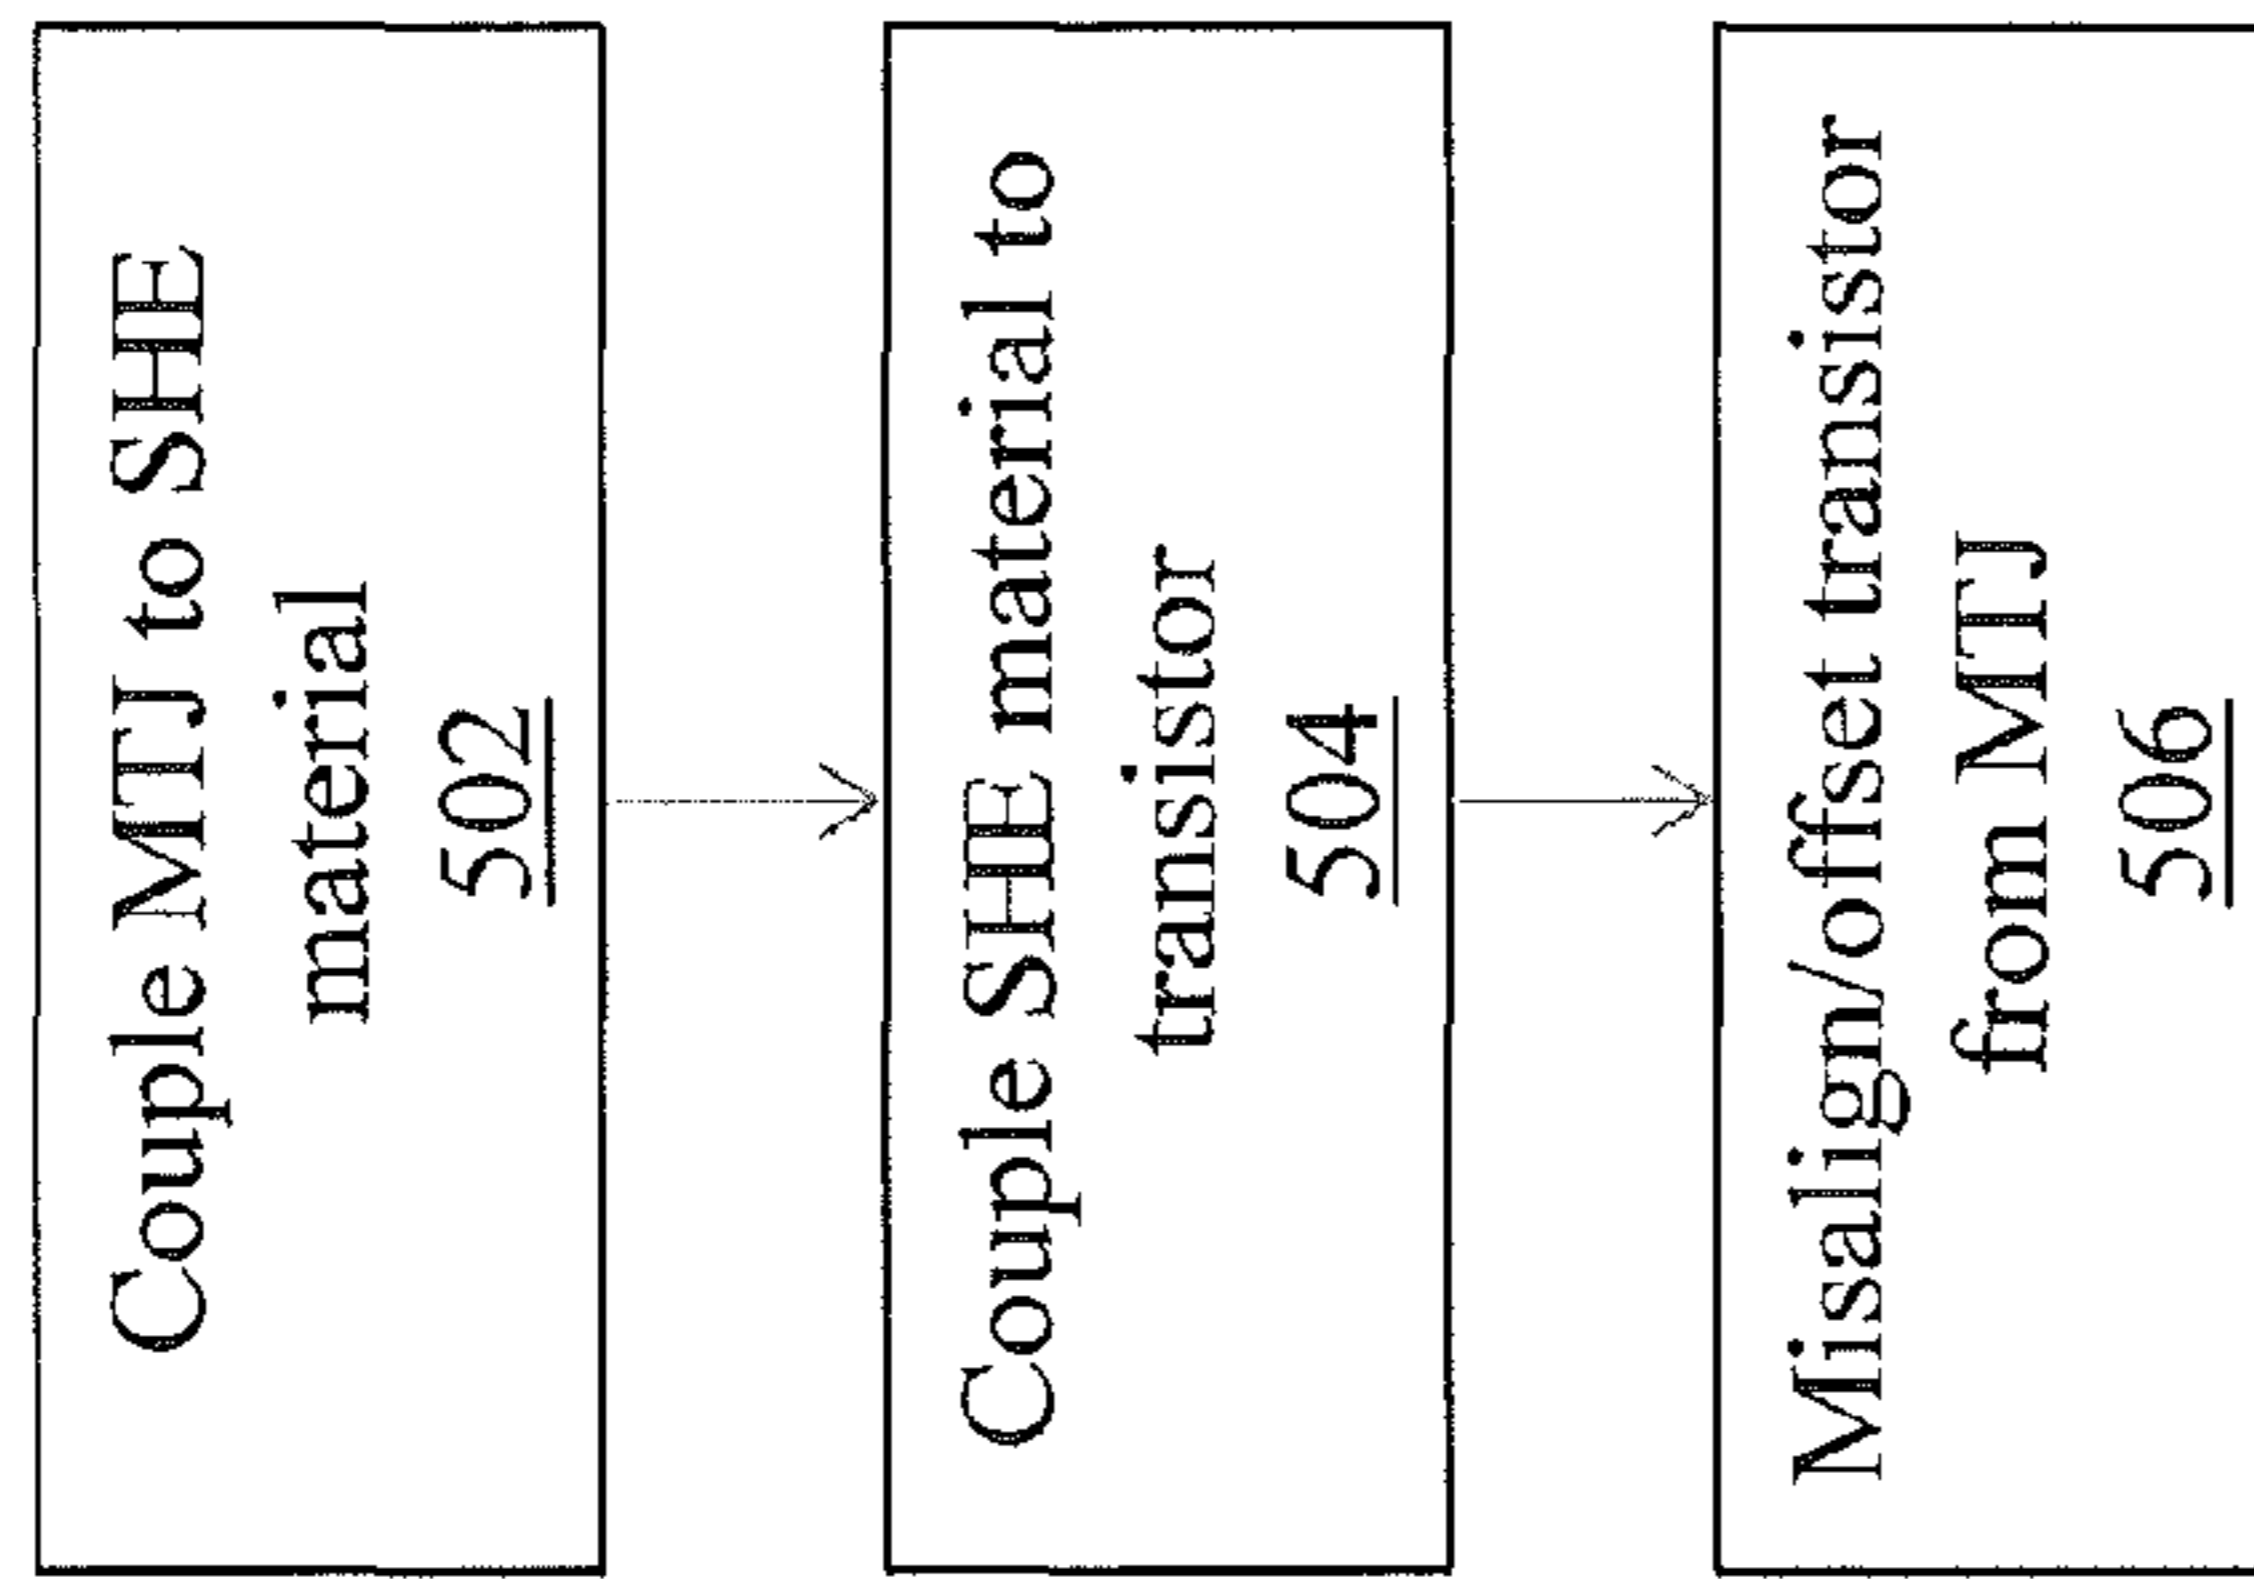 Couple MTJ to SHE
material
502
Couple SHE material to
transistor
504
Misalign/offset transistor
from MTJ
506